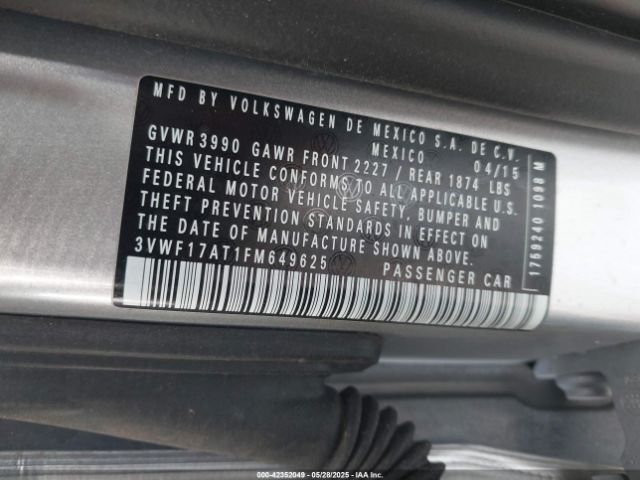 MFD BY VOLKSWAGEN DE MEXICO S.A. DE C.V.
MEXICO 04/15
GVWR 3990 GAWR FRONT 2227 / REAR 1874 LBS
THIS VEHICLE CONFORMS TO ALL APPLICABLE U.S.
FEDERAL MOTOR VEHICLE SAFETY, BUMPER AND
THEFT PREVENTION STANDARDS IN EFFECT ON
THE DATE OF MANUFACTURE SHOWN ABOVE.
3VWF17AT1FM649625 PASSENGER CAR
1759240 1098 M
000-42352049 05/28/2025 IAAI.COM